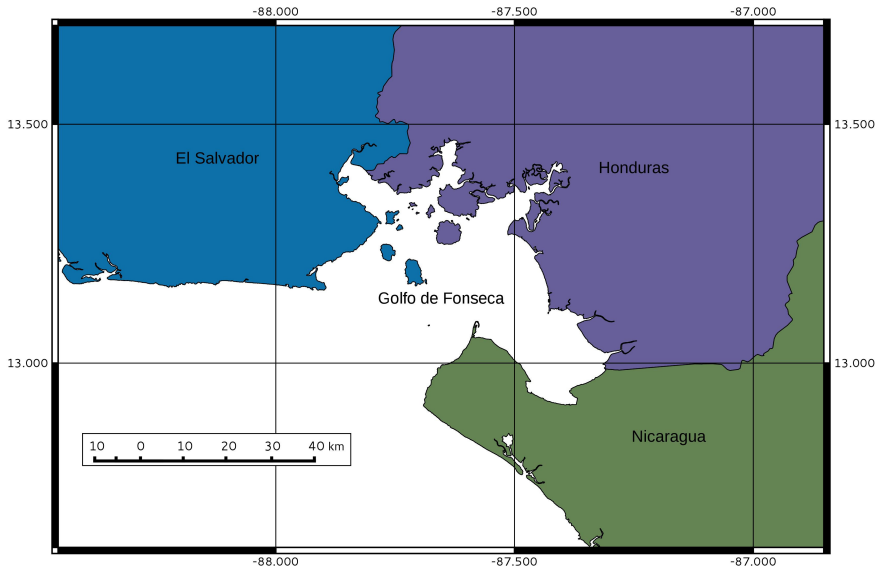 -88.000 -87.500 -87.000
13.500 13.500
El Salvador
Honduras
Golfo de Fonseca
13.000 13.000
Nicaragua
10 0 10 20 30 40 km
-88.000 -87.500 -87.000